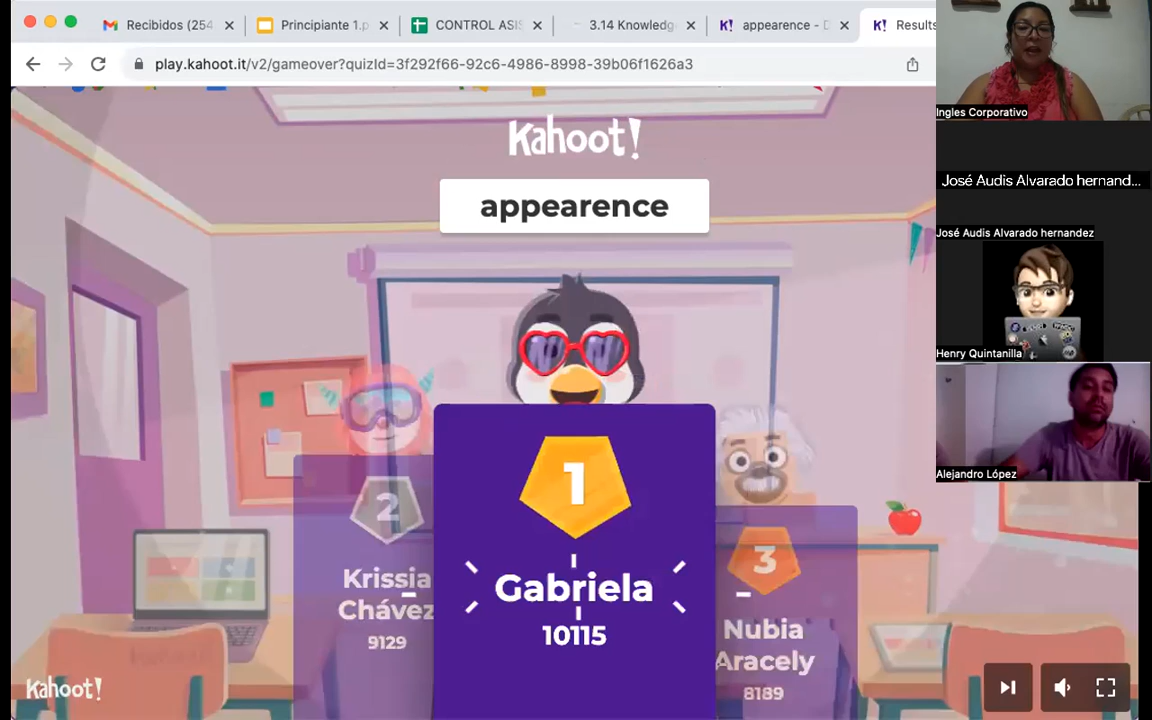 Recibidos (254
Principiante 1.p
CONTROL ASIS
3.14 Knowledg
K! appearence - D
K! Results
play.kahoot.it/v2/gameover?quizId=3f292f66-92c6-4986-8998-39b06f1626a3
Ingles Corporativo
José Audis Alvarado hernand...
José Audis Alvarado hernandez
Henry Quintanilla
Alejandro López
Kahoot!
appearence
1
Gabriela
10115
2
Krissia
Chávez
9129
3
Nubia
Aracely
8189
Kahoot!